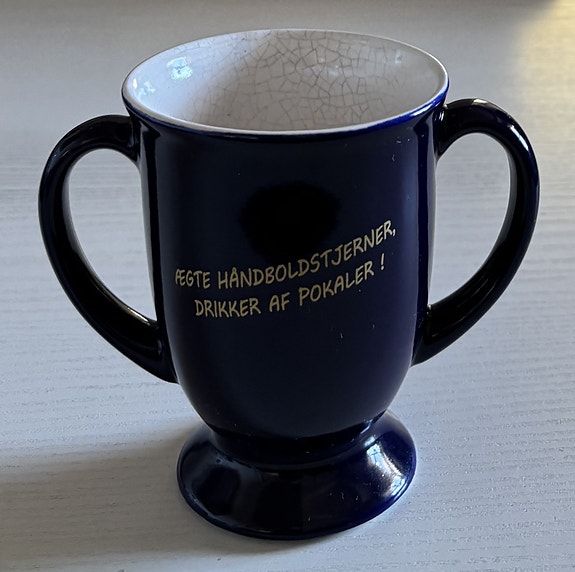 ÆGTE HÅNDBOLDSTJERNER,
DRIKKER AF POKALER !